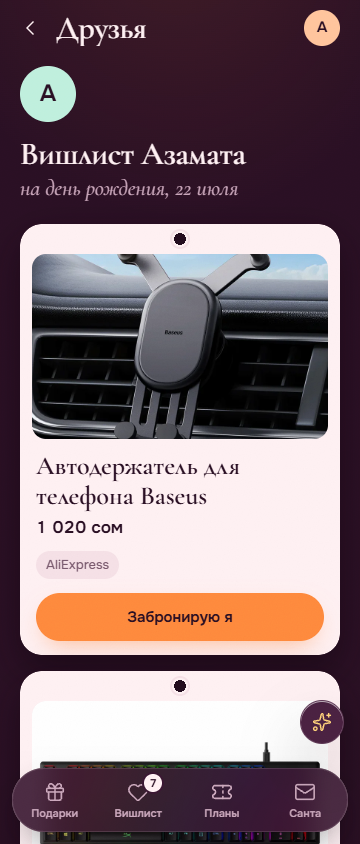 Друзья
А
А
Вишлист Азамата
на день рождения, 22 июля
Baseus
Автодержатель для
телефона Baseus
1 020 сом
AliExpress
Забронирую я
7
Подарки
Вишлист
Планы
Санта